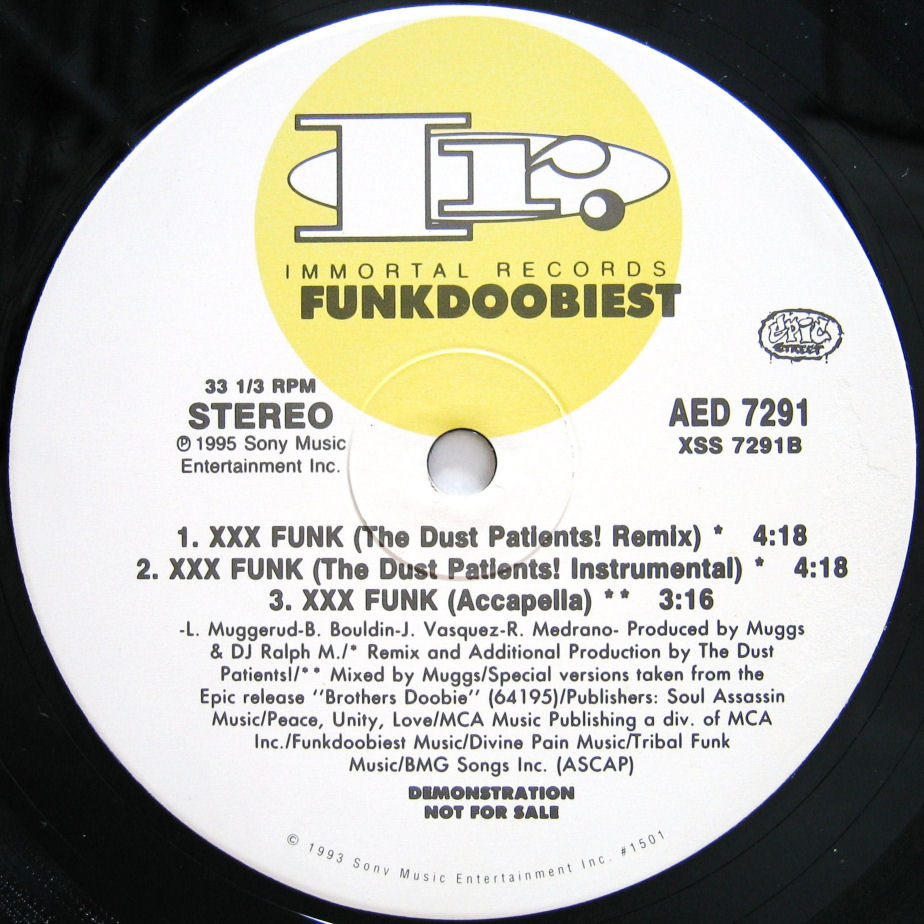 Ir.
IMMORTAL RECORDS
FUNKDOOBIEST
EPIC
STREET
33 1/3 RPM
STEREO
℗ 1995 Sony Music
Entertainment Inc.
AED 7291
XSS 7291B
1. XXX FUNK (The Dust Patients! Remix) * 4:18
2. XXX FUNK (The Dust Patients! Instrumental) * 4:18
3. XXX FUNK (Accapella) ** 3:16
-L. Muggerud-B. Bouldin-J. Vasquez-R. Medrano- Produced by Muggs
& DJ Ralph M./* Remix and Additional Production by The Dust
Patients!/** Mixed by Muggs/Special versions taken from the
Epic release "Brothers Doobie" (64195)/Publishers: Soul Assassin
Music/Peace, Unity, Love/MCA Music Publishing a div. of MCA
Inc./Funkdoobiest Music/Divine Pain Music/Tribal Funk
Music/BMG Songs Inc. (ASCAP)
DEMONSTRATION
NOT FOR SALE
© 1993 Sony Music Entertainment Inc. #1501